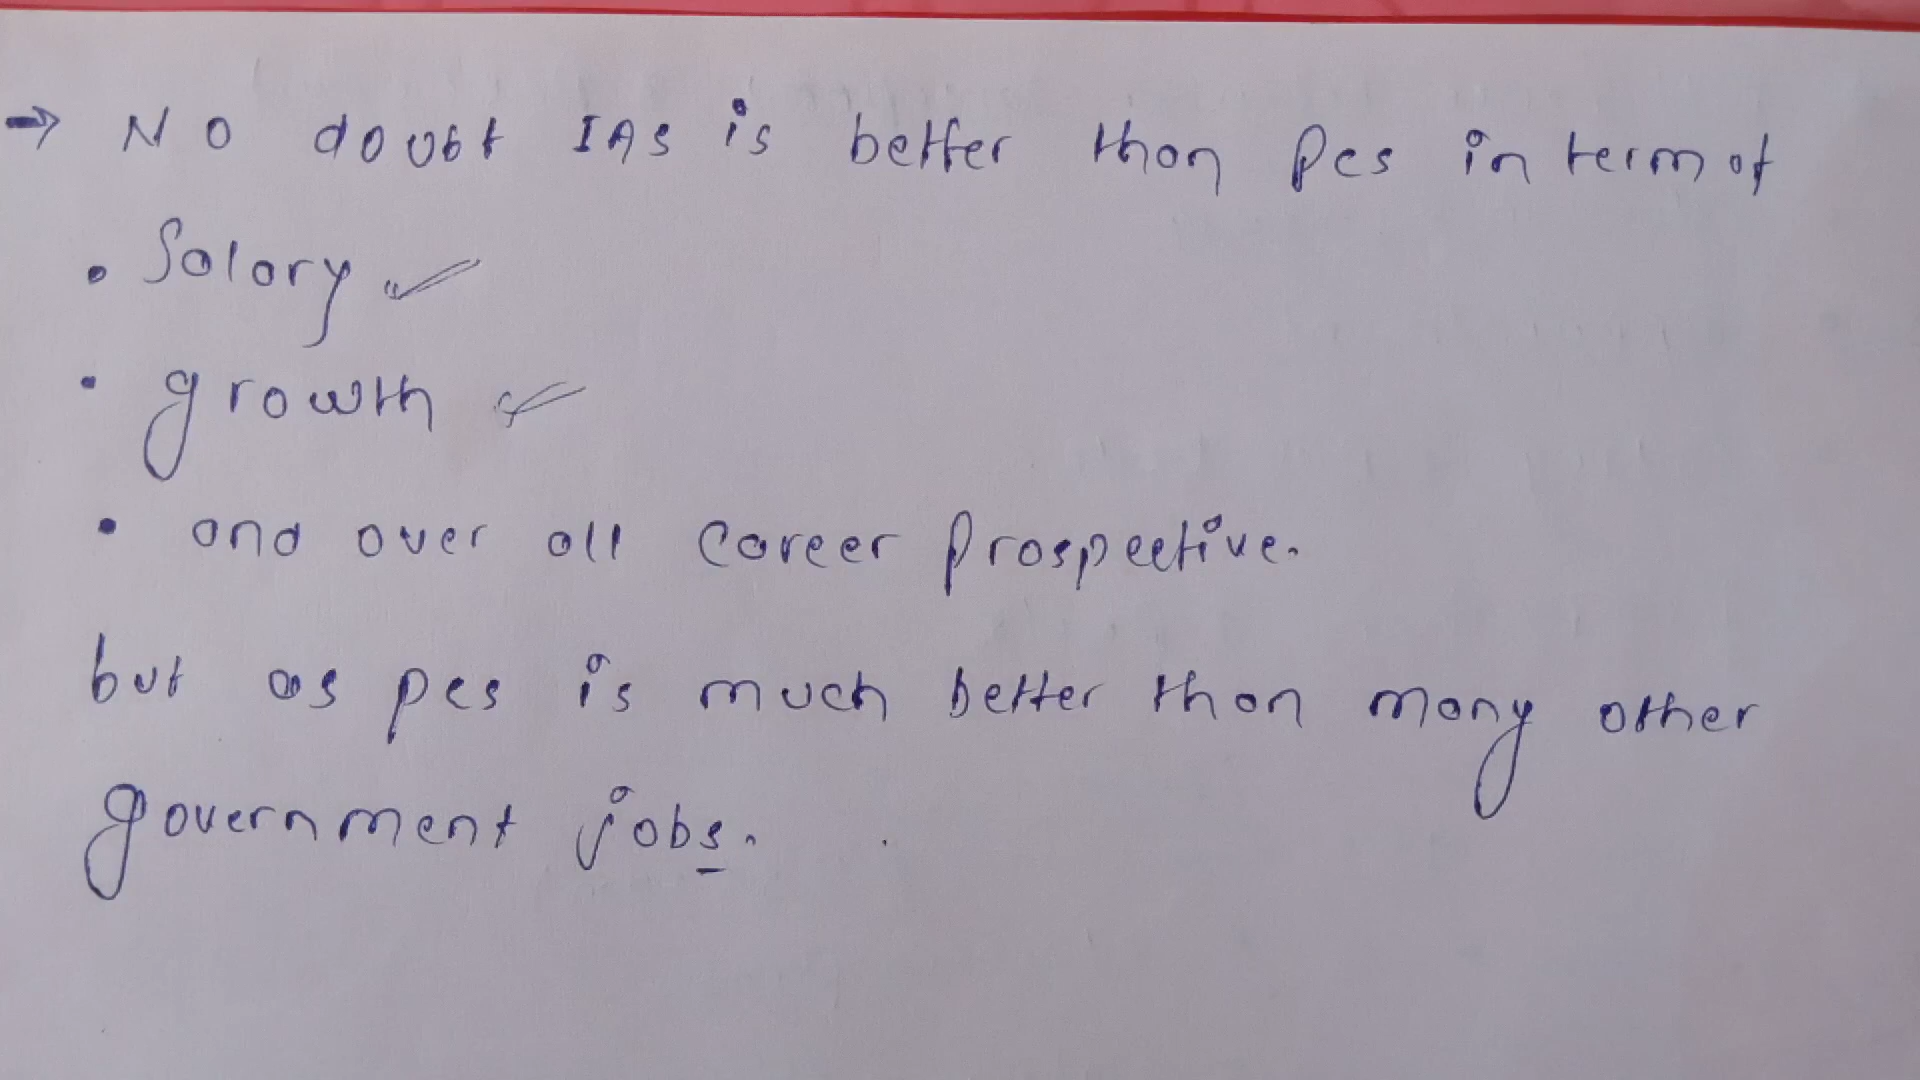 → No doubt IAS is better than Pcs in term of
• Salary ✓
• growth ✓
• and over all career prospective.
but as pcs is much better than many other
government jobs.